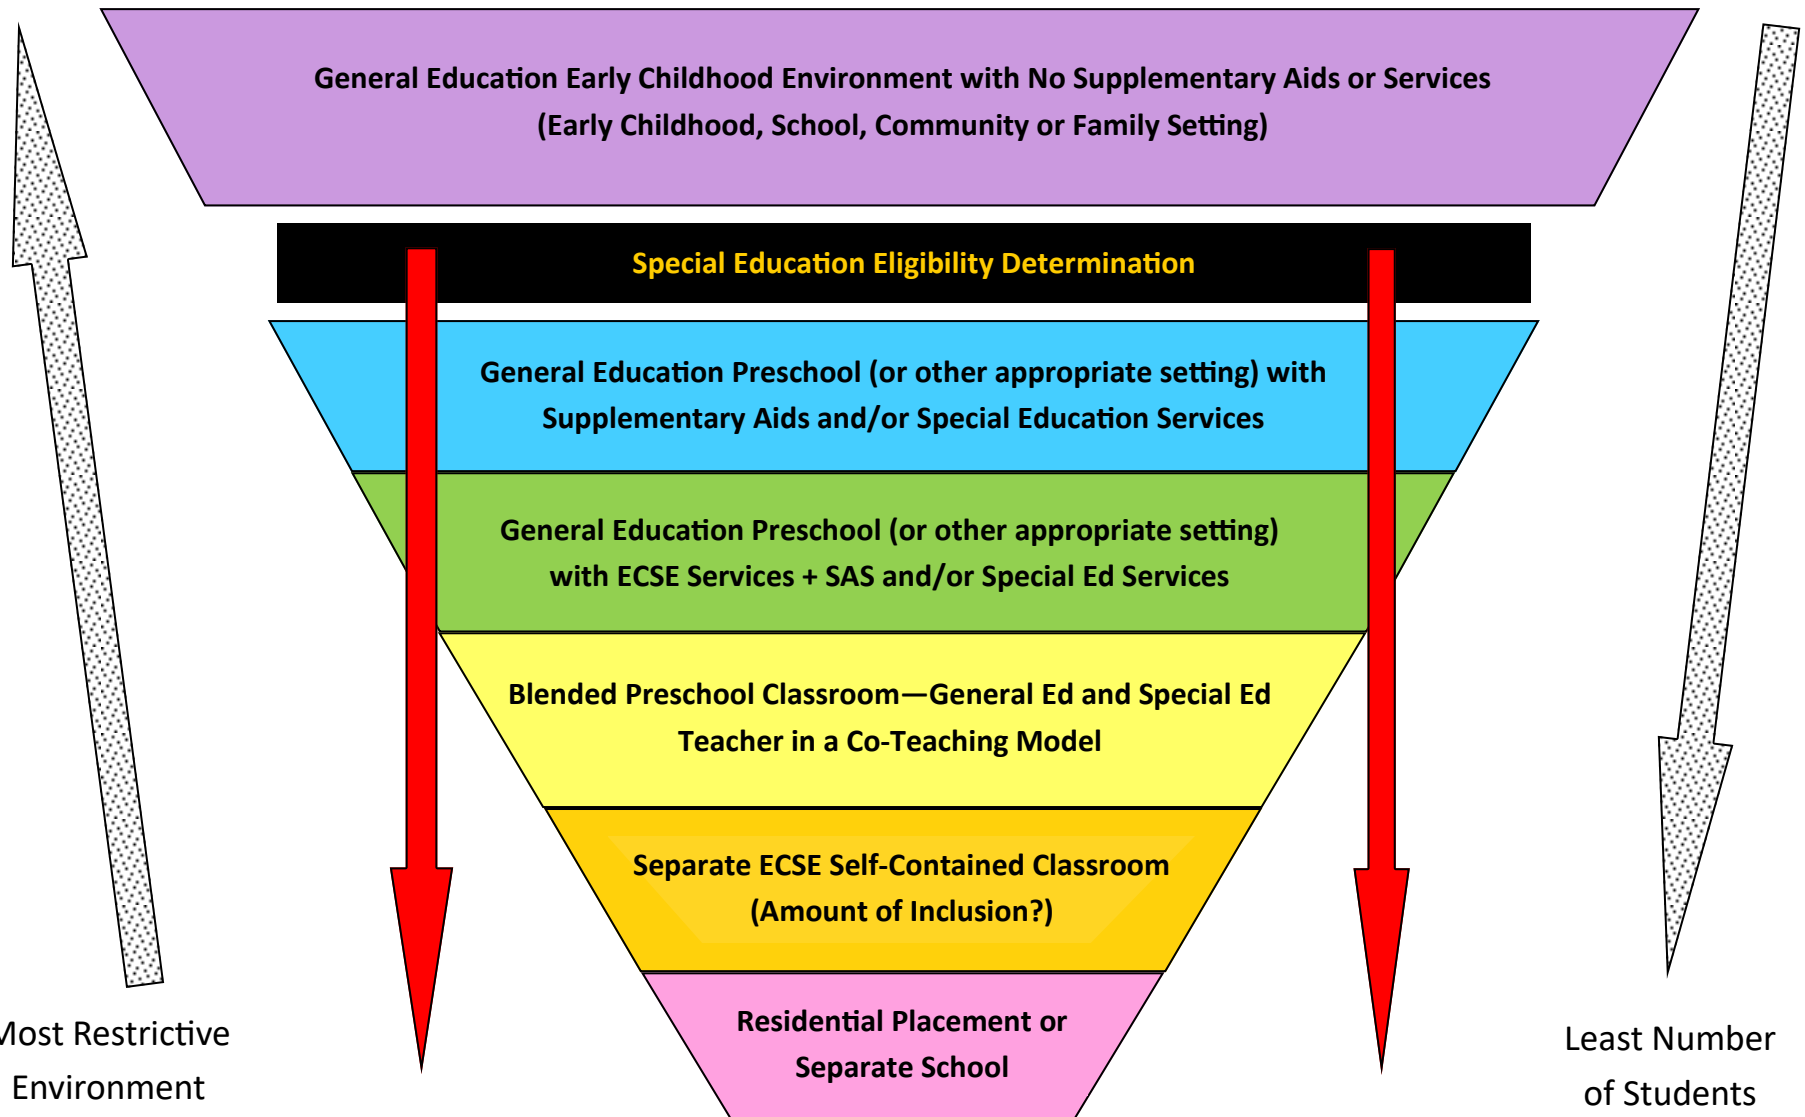 General Education Early Childhood Environment with No Supplementary Aids or Services
(Early Childhood, School, Community or Family Setting)
Special Education Eligibility Determination
General Education Preschool (or other appropriate setting) with
Supplementary Aids and/or Special Education Services
General Education Preschool (or other appropriate setting)
with ECSE Services + SAS and/or Special Ed Services
Blended Preschool Classroom—General Ed and Special Ed
Teacher in a Co-Teaching Model
Separate ECSE Self-Contained Classroom
(Amount of Inclusion?)
Residential Placement or
Separate School
Most Restrictive
Environment
Least Number
of Students